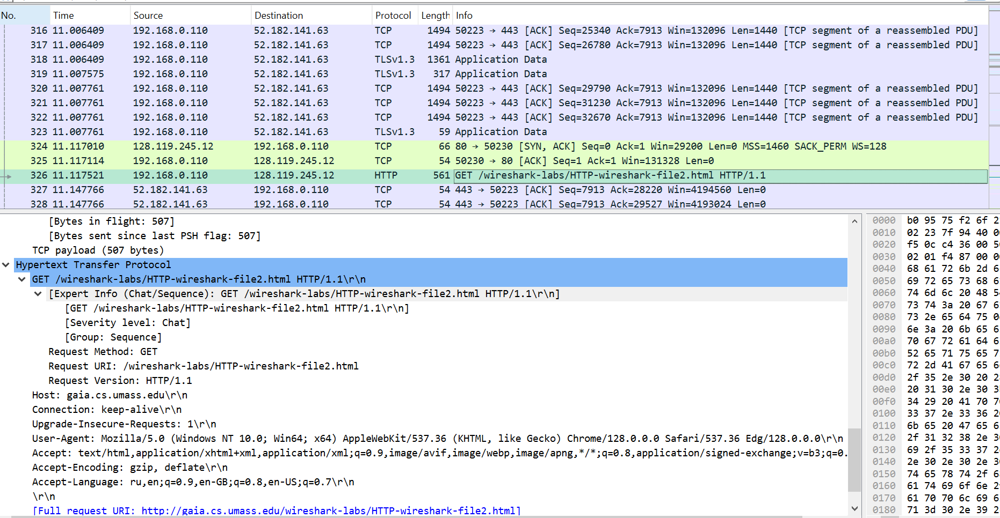 No. Time Source Destination Protocol Length Info
316 11.006409 192.168.0.110 52.182.141.63 TCP 1494 50223 → 443 [ACK] Seq=25340 Ack=7913 Win=132096 Len=1440 [TCP segment of a reassembled PDU]
317 11.006409 192.168.0.110 52.182.141.63 TCP 1494 50223 → 443 [ACK] Seq=26780 Ack=7913 Win=132096 Len=1440 [TCP segment of a reassembled PDU]
318 11.006409 192.168.0.110 52.182.141.63 TLSv1.3 1361 Application Data
319 11.007575 192.168.0.110 52.182.141.63 TLSv1.3 317 Application Data
320 11.007761 192.168.0.110 52.182.141.63 TCP 1494 50223 → 443 [ACK] Seq=29790 Ack=7913 Win=132096 Len=1440 [TCP segment of a reassembled PDU]
321 11.007761 192.168.0.110 52.182.141.63 TCP 1494 50223 → 443 [ACK] Seq=31230 Ack=7913 Win=132096 Len=1440 [TCP segment of a reassembled PDU]
322 11.007761 192.168.0.110 52.182.141.63 TCP 1494 50223 → 443 [ACK] Seq=32670 Ack=7913 Win=132096 Len=1440 [TCP segment of a reassembled PDU]
323 11.007761 192.168.0.110 52.182.141.63 TLSv1.3 59 Application Data
324 11.117010 128.119.245.12 192.168.0.110 TCP 66 80 → 50230 [SYN, ACK] Seq=0 Ack=1 Win=29200 Len=0 MSS=1460 SACK_PERM WS=128
325 11.117114 192.168.0.110 128.119.245.12 TCP 54 50230 → 80 [ACK] Seq=1 Ack=1 Win=131328 Len=0
326 11.117521 192.168.0.110 128.119.245.12 HTTP 561 GET /wireshark-labs/HTTP-wireshark-file2.html HTTP/1.1
327 11.147766 52.182.141.63 192.168.0.110 TCP 54 443 → 50223 [ACK] Seq=7913 Ack=28220 Win=4194560 Len=0
328 11.147766 52.182.141.63 192.168.0.110 TCP 54 443 → 50223 [ACK] Seq=7913 Ack=29527 Win=4193024 Len=0
[Bytes in flight: 507]
[Bytes sent since last PSH flag: 507]
TCP payload (507 bytes)
Hypertext Transfer Protocol
GET /wireshark-labs/HTTP-wireshark-file2.html HTTP/1.1\r\n
[Expert Info (Chat/Sequence): GET /wireshark-labs/HTTP-wireshark-file2.html HTTP/1.1\r\n]
[GET /wireshark-labs/HTTP-wireshark-file2.html HTTP/1.1\r\n]
[Severity level: Chat]
[Group: Sequence]
Request Method: GET
Request URI: /wireshark-labs/HTTP-wireshark-file2.html
Request Version: HTTP/1.1
Host: gaia.cs.umass.edu\r\n
Connection: keep-alive\r\n
Upgrade-Insecure-Requests: 1\r\n
User-Agent: Mozilla/5.0 (Windows NT 10.0; Win64; x64) AppleWebKit/537.36 (KHTML, like Gecko) Chrome/128.0.0.0 Safari/537.36 Edg/128.0.0.0\r\n
Accept: text/html,application/xhtml+xml,application/xml;q=0.9,image/avif,image/webp,image/apng,*/*;q=0.8,application/signed-exchange;v=b3;q=0.
Accept-Encoding: gzip, deflate\r\n
Accept-Language: ru,en;q=0.9,en-GB;q=0.8,en-US;q=0.7\r\n
\r\n
[Full request URI: http://gaia.cs.umass.edu/wireshark-labs/HTTP-wireshark-file2.html]
0000 b0 95 75 f2 6f
0010 02 23 7f 94 40
0020 f5 0c c4 36 00
0030 02 01 f4 87 00
0040 68 61 72 6b 2d
0050 69 72 65 73 68
0060 74 6d 6c 20 48
0070 73 74 3a 20 67
0080 73 2e 65 64 75
0090 6e 3a 20 6b 65
00a0 70 67 72 61 64
00b0 52 65 71 75 65
00c0 72 2d 41 67 65
00d0 2f 35 2e 30 20
00e0 20 31 30 2e 30
00f0 34 29 20 41 70
0100 33 37 2e 33 36
0110 6b 65 20 47 65
0120 2f 31 32 38 2e
0130 69 2f 35 33 37
0140 2e 30 2e 30 2e
0150 74 65 78 74 2f
0160 61 74 69 6f 6e
0170 61 70 70 6c 69
0180 71 3d 30 2e 39